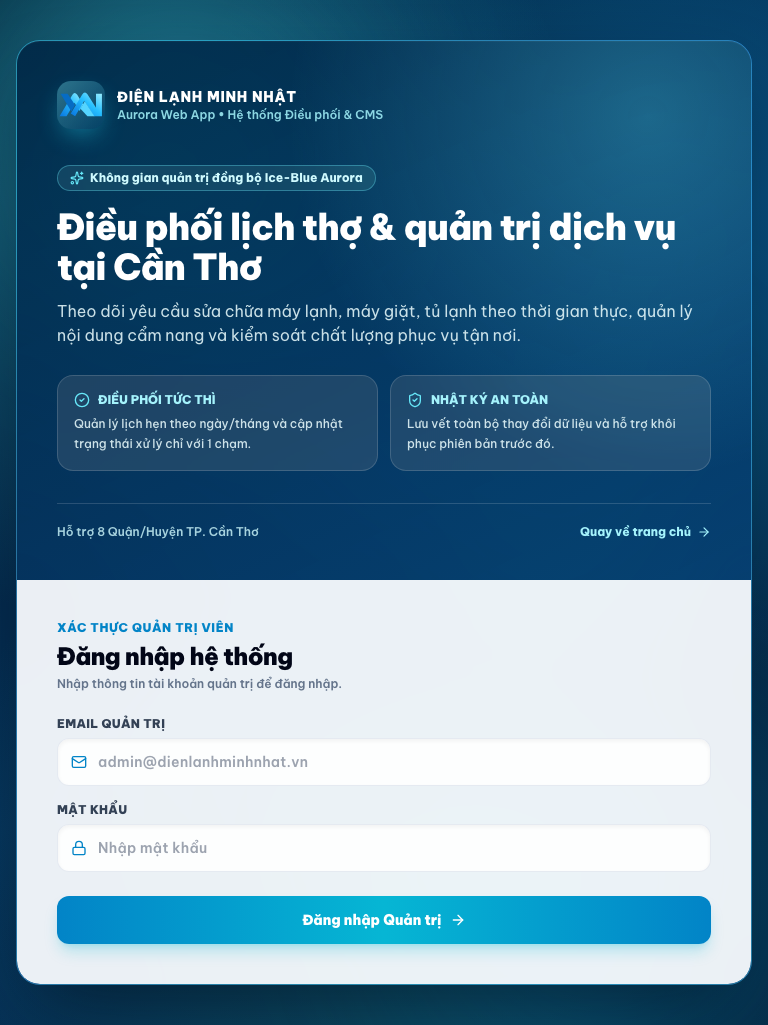 ĐIỆN LẠNH MINH NHẬT
Aurora Web App • Hệ thống Điều phối & CMS
Không gian quản trị đồng bộ Ice-Blue Aurora
Điều phối lịch thợ & quản trị dịch vụ
tại Cần Thơ
Theo dõi yêu cầu sửa chữa máy lạnh, máy giặt, tủ lạnh theo thời gian thực, quản lý
nội dung cẩm nang và kiểm soát chất lượng phục vụ tận nơi.
ĐIỀU PHỐI TỨC THÌ
Quản lý lịch hẹn theo ngày/tháng và cập nhật
trạng thái xử lý chỉ với 1 chạm.
NHẬT KÝ AN TOÀN
Lưu vết toàn bộ thay đổi dữ liệu và hỗ trợ khôi
phục phiên bản trước đó.
Hỗ trợ 8 Quận/Huyện TP. Cần Thơ
Quay về trang chủ →
XÁC THỰC QUẢN TRỊ VIÊN
Đăng nhập hệ thống
Nhập thông tin tài khoản quản trị để đăng nhập.
EMAIL QUẢN TRỊ
admin@dienlanhminhnhat.vn
MẬT KHẨU
Nhập mật khẩu
Đăng nhập Quản trị →